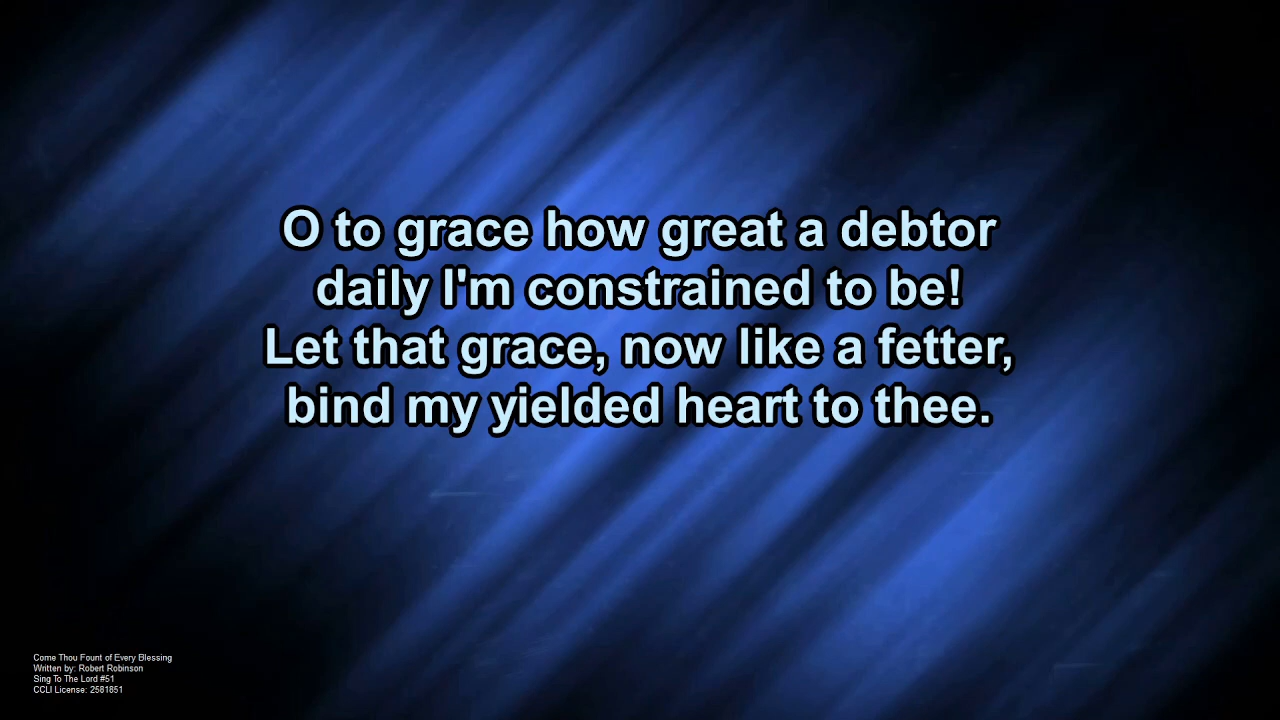 O to grace how great a debtor
daily I'm constrained to be!
Let that grace, now like a fetter,
bind my yielded heart to thee.
Come Thou Fount of Every Blessing
Written by: Robert Robinson
Sing To The Lord #51
CCLI License: 2581851